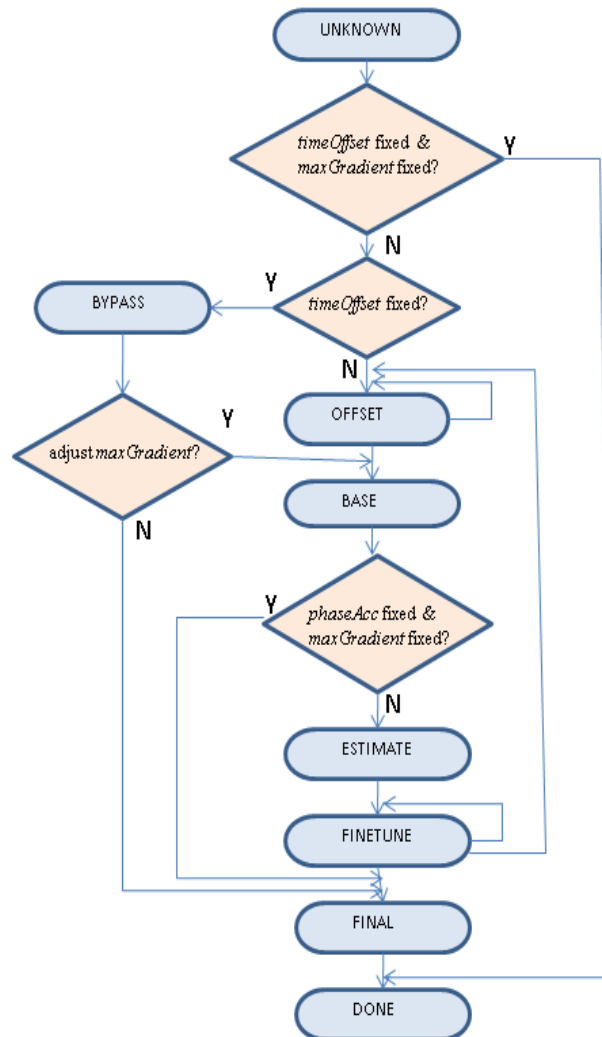 UNKNOWN
timeOffset fixed &
maxGradient fixed?
Y
N
Y
timeOffset fixed?
BYPASS
N
OFFSET
Y
adjust maxGradient?
BASE
N
Y
phaseAcc fixed &
maxGradient fixed?
N
ESTIMATE
FINETUNE
FINAL
DONE